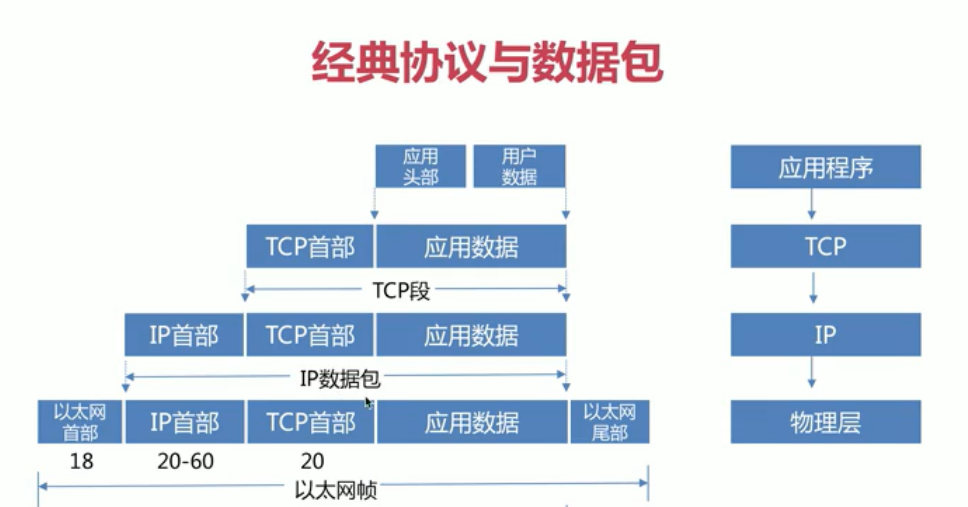 经典协议与数据包
应用
头部
用户
数据
应用程序
TCP首部
应用数据
TCP
TCP段
IP首部
TCP首部
应用数据
IP
IP数据包
以太网
首部
IP首部
TCP首部
应用数据
以太网
尾部
物理层
18
20-60
20
以太网帧